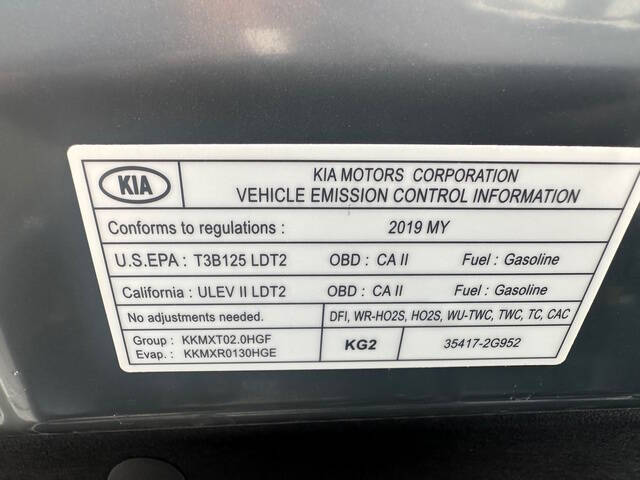 KIA
KIA MOTORS CORPORATION
VEHICLE EMISSION CONTROL INFORMATION
Conforms to regulations : 2019 MY
U.S.EPA : T3B125 LDT2 OBD : CA II Fuel : Gasoline
California : ULEV II LDT2 OBD : CA II Fuel : Gasoline
No adjustments needed. DFI, WR-HO2S, HO2S, WU-TWC, TWC, TC, CAC
Group : KKMXT02.0HGF
Evap. : KKMXR0130HGE
KG2
35417-2G952